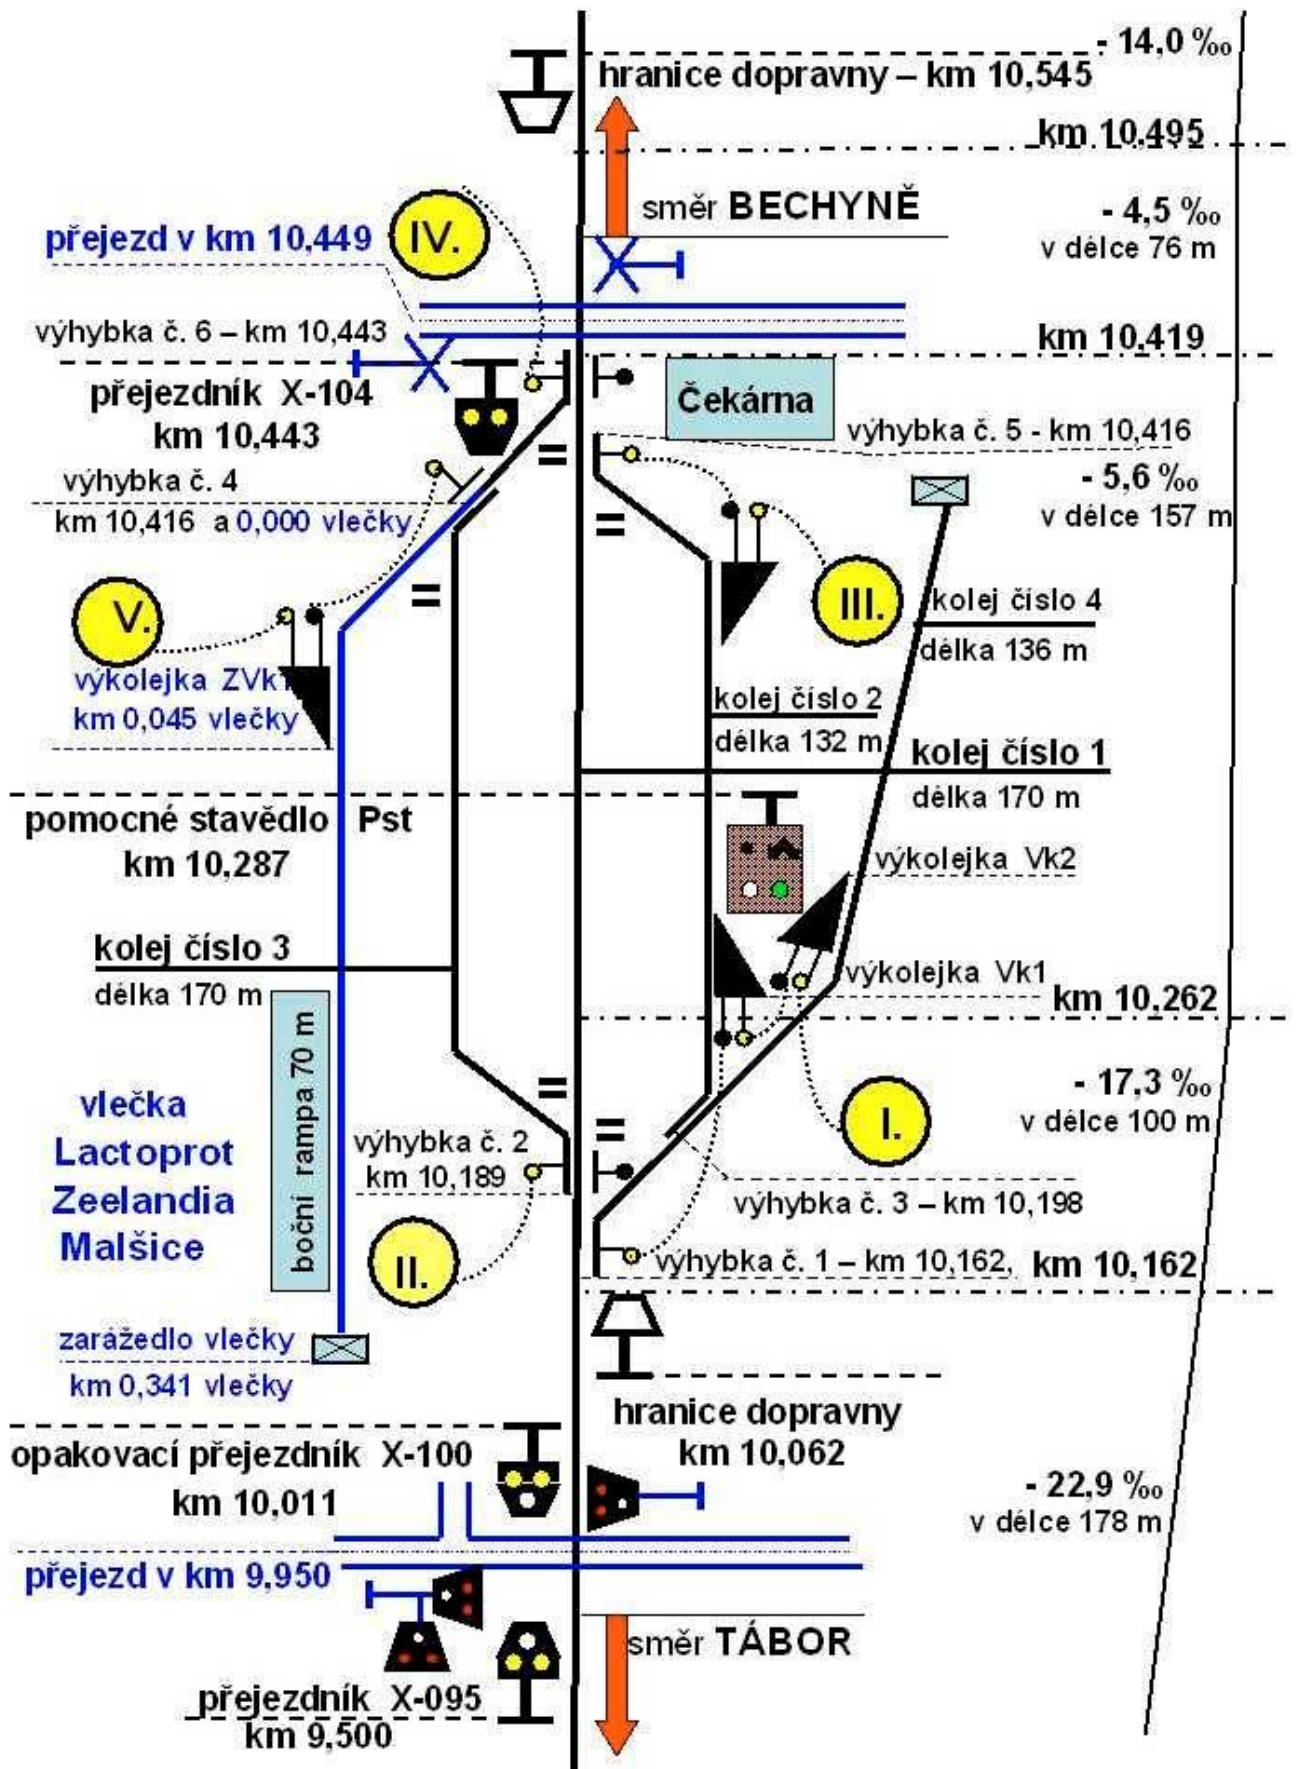 - 14,0 ‰
hranice dopravny – km 10,545
km 10,495
směr BECHYNĚ
- 4,5 ‰
v délce 76 m
IV.
přejezd v km 10,449
výhybka č. 6 – km 10,443
km 10,419
přejezdník X-104
km 10,443
Čekárna
výhybka č. 5 - km 10,416
výhybka č. 4
km 10,416 a 0,000 vlečky
- 5,6 ‰
v délce 157 m
V.
III.
kolej číslo 4
délka 136 m
výkolejka ZVk1
km 0,045 vlečky
kolej číslo 2
délka 132 m
kolej číslo 1
délka 170 m
pomocné stavědlo Pst
km 10,287
výkolejka Vk2
kolej číslo 3
délka 170 m
výkolejka Vk1
km 10,262
boční rampa 70 m
- 17,3 ‰
v délce 100 m
I.
vlečka
Lactoprot
Zeelandia
Malšice
výhybka č. 2
km 10,189
výhybka č. 3 – km 10,198
II.
výhybka č. 1 – km 10,162,
km 10,162
zarážedlo vlečky
km 0,341 vlečky
hranice dopravny
km 10,062
opakovací přejezdník X-100
km 10,011
- 22,9 ‰
v délce 178 m
přejezd v km 9,950
směr TÁBOR
přejezdník X-095
km 9,500